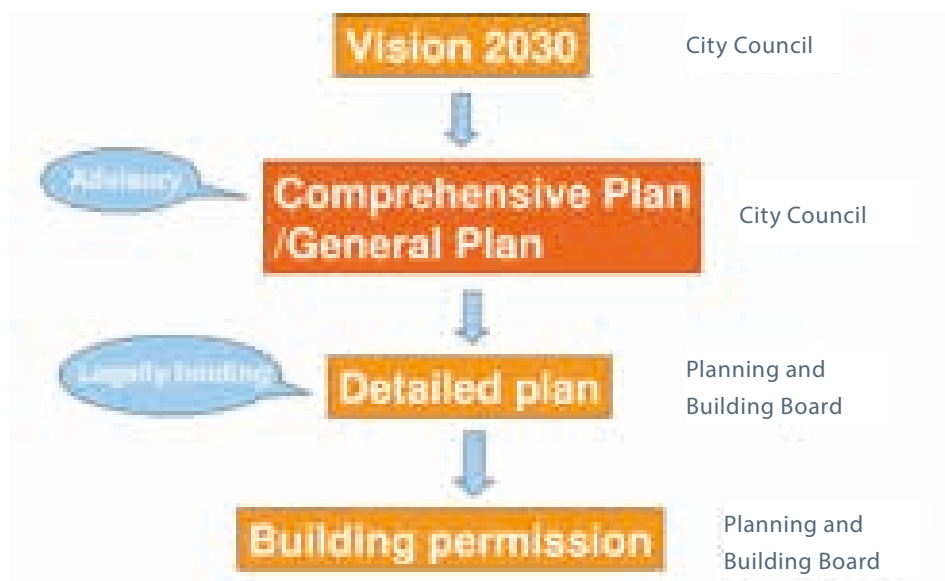 Vision 2030
City Council
Advisory
Comprehensive Plan
/General Plan
City Council
Legally binding
Detailed plan
Planning and
Building Board
Building permission
Planning and
Building Board